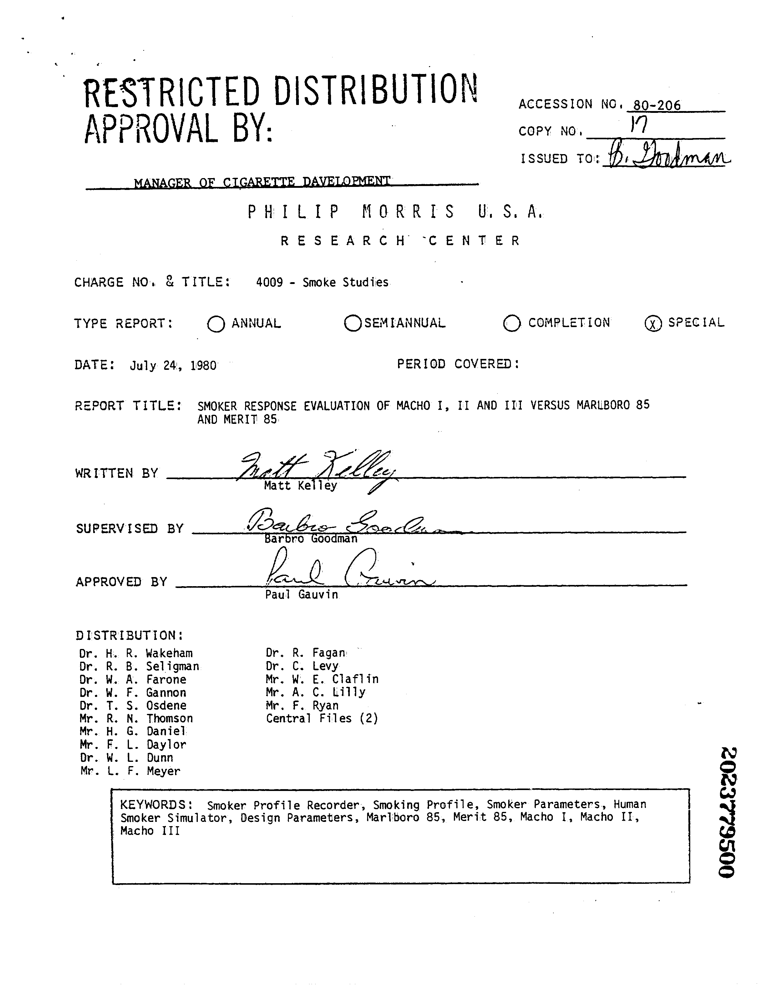 RESTRICTED DISTRIBUTION
APPROVAL BY:
ACCESSION NO. 80-206
COPY NO. 17
ISSUED TO: B. Goodman
MANAGER OF CIGARETTE DAVELOPMENT
PHILIP MORRIS U.S.A.
RESEARCH CENTER
CHARGE NO. & TITLE: 4009 - Smoke Studies
TYPE REPORT: ANNUAL SEMIANNUAL COMPLETION (X) SPECIAL
DATE: July 24, 1980 PERIOD COVERED:
REPORT TITLE: SMOKER RESPONSE EVALUATION OF MACHO I, II AND III VERSUS MARLBORO 85
AND MERIT 85
WRITTEN BY Matt Kelley
Matt Kelley
SUPERVISED BY Barbro Goodman
Barbro Goodman
APPROVED BY Paul Gauvin
Paul Gauvin
DISTRIBUTION:
Dr. H. R. Wakeham
Dr. R. B. Seligman
Dr. W. A. Farone
Dr. W. F. Gannon
Dr. T. S. Osdene
Mr. R. N. Thomson
Mr. H. G. Daniel
Mr. F. L. Daylor
Dr. W. L. Dunn
Mr. L. F. Meyer
Dr. R. Fagan
Dr. C. Levy
Mr. W. E. Claflin
Mr. A. C. Lilly
Mr. F. Ryan
Central Files (2)
KEYWORDS: Smoker Profile Recorder, Smoking Profile, Smoker Parameters, Human
Smoker Simulator, Design Parameters, Marlboro 85, Merit 85, Macho I, Macho II,
Macho III
2023779500